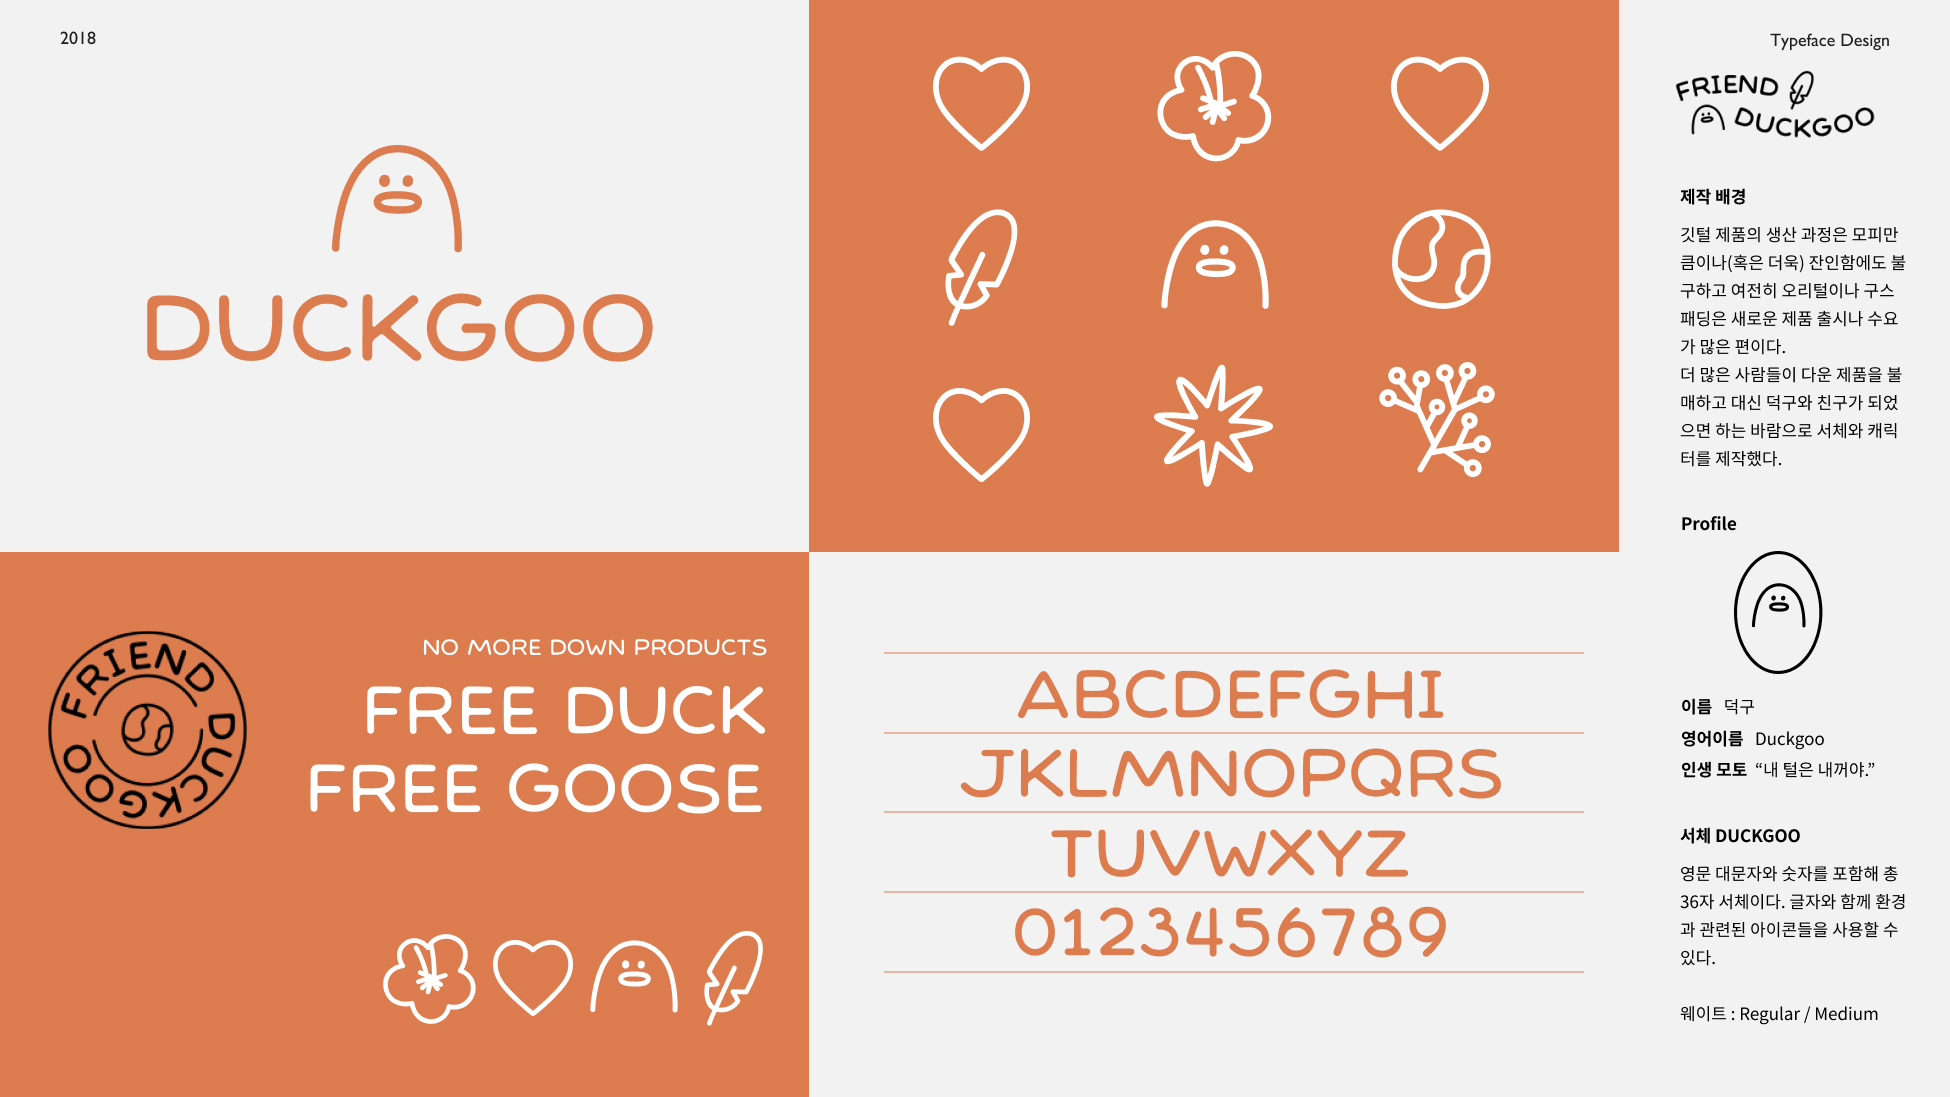 2018
DUCKGOO
FRIEND DUCKGOO
NO MORE DOWN PRODUCTS
FREE DUCK
FREE GOOSE
ABCDEFGHI
JKLMNOPQRS
TUVWXYZ
0123456789
Typeface Design
FRIEND
DUCKGOO
제작 배경
깃털 제품의 생산 과정은 모피만
큼이나(혹은 더욱) 잔인함에도 불
구하고 여전히 오리털이나 구스
패딩은 새로운 제품 출시나 수요
가 많은 편이다.
더 많은 사람들이 다운 제품을 불
매하고 대신 덕구와 친구가 되었
으면 하는 바람으로 서체와 캐릭
터를 제작했다.
Profile
이름 덕구
영어이름 Duckgoo
인생 모토 “내 털은 내꺼야.”
서체 DUCKGOO
영문 대문자와 숫자를 포함해 총
36자 서체이다. 글자와 함께 환경
과 관련된 아이콘들을 사용할 수
있다.
웨이트 : Regular / Medium